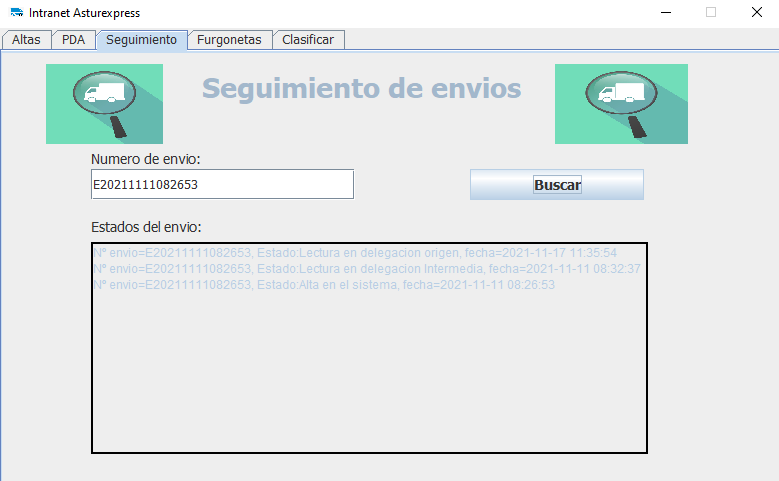 Intranet Asturexpress
Altas PDA Seguimiento Furgonetas Clasificar
Seguimiento de envios
Numero de envio:
E20211111082653 Buscar
Estados del envio:
Nº envio=E20211111082653, Estado:Lectura en delegacion origen, fecha=2021-11-17 11:35:54
Nº envio=E20211111082653, Estado:Lectura en delegacion Intermedia, fecha=2021-11-11 08:32:37
Nº envio=E20211111082653, Estado:Alta en el sistema, fecha=2021-11-11 08:26:53